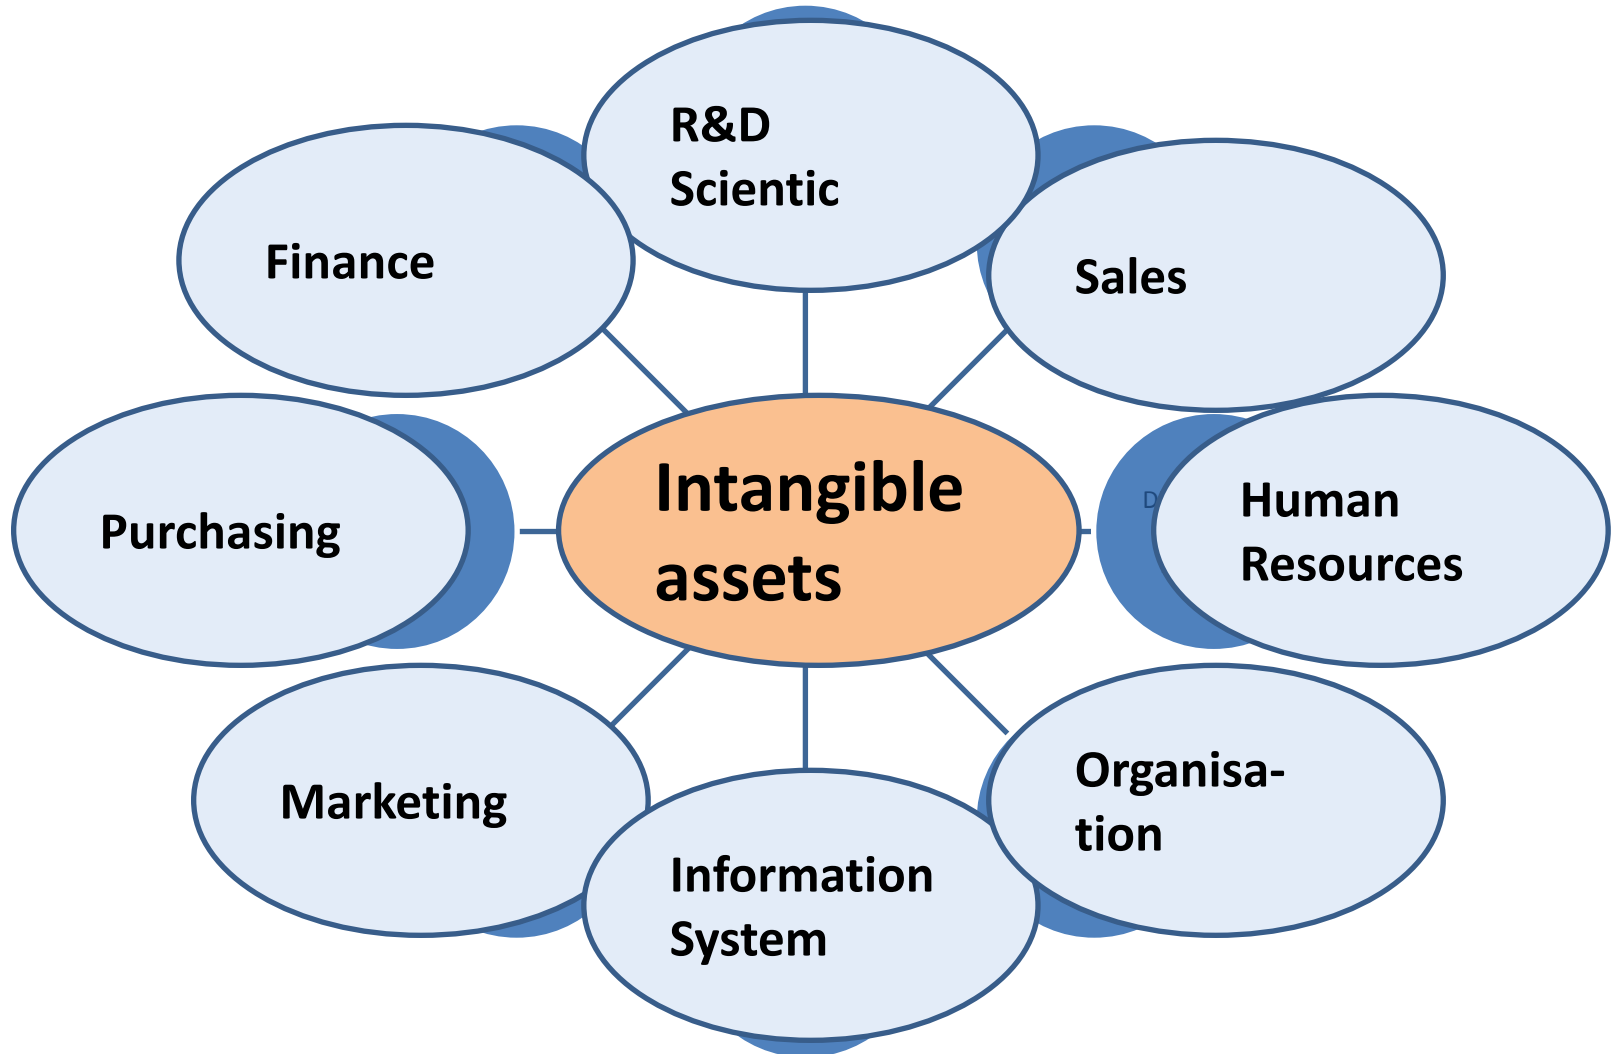 R&D
Scientic
Finance
Sales
Intangible
assets
Purchasing
Human
Resources
Marketing
Organisa-
tion
Information
System